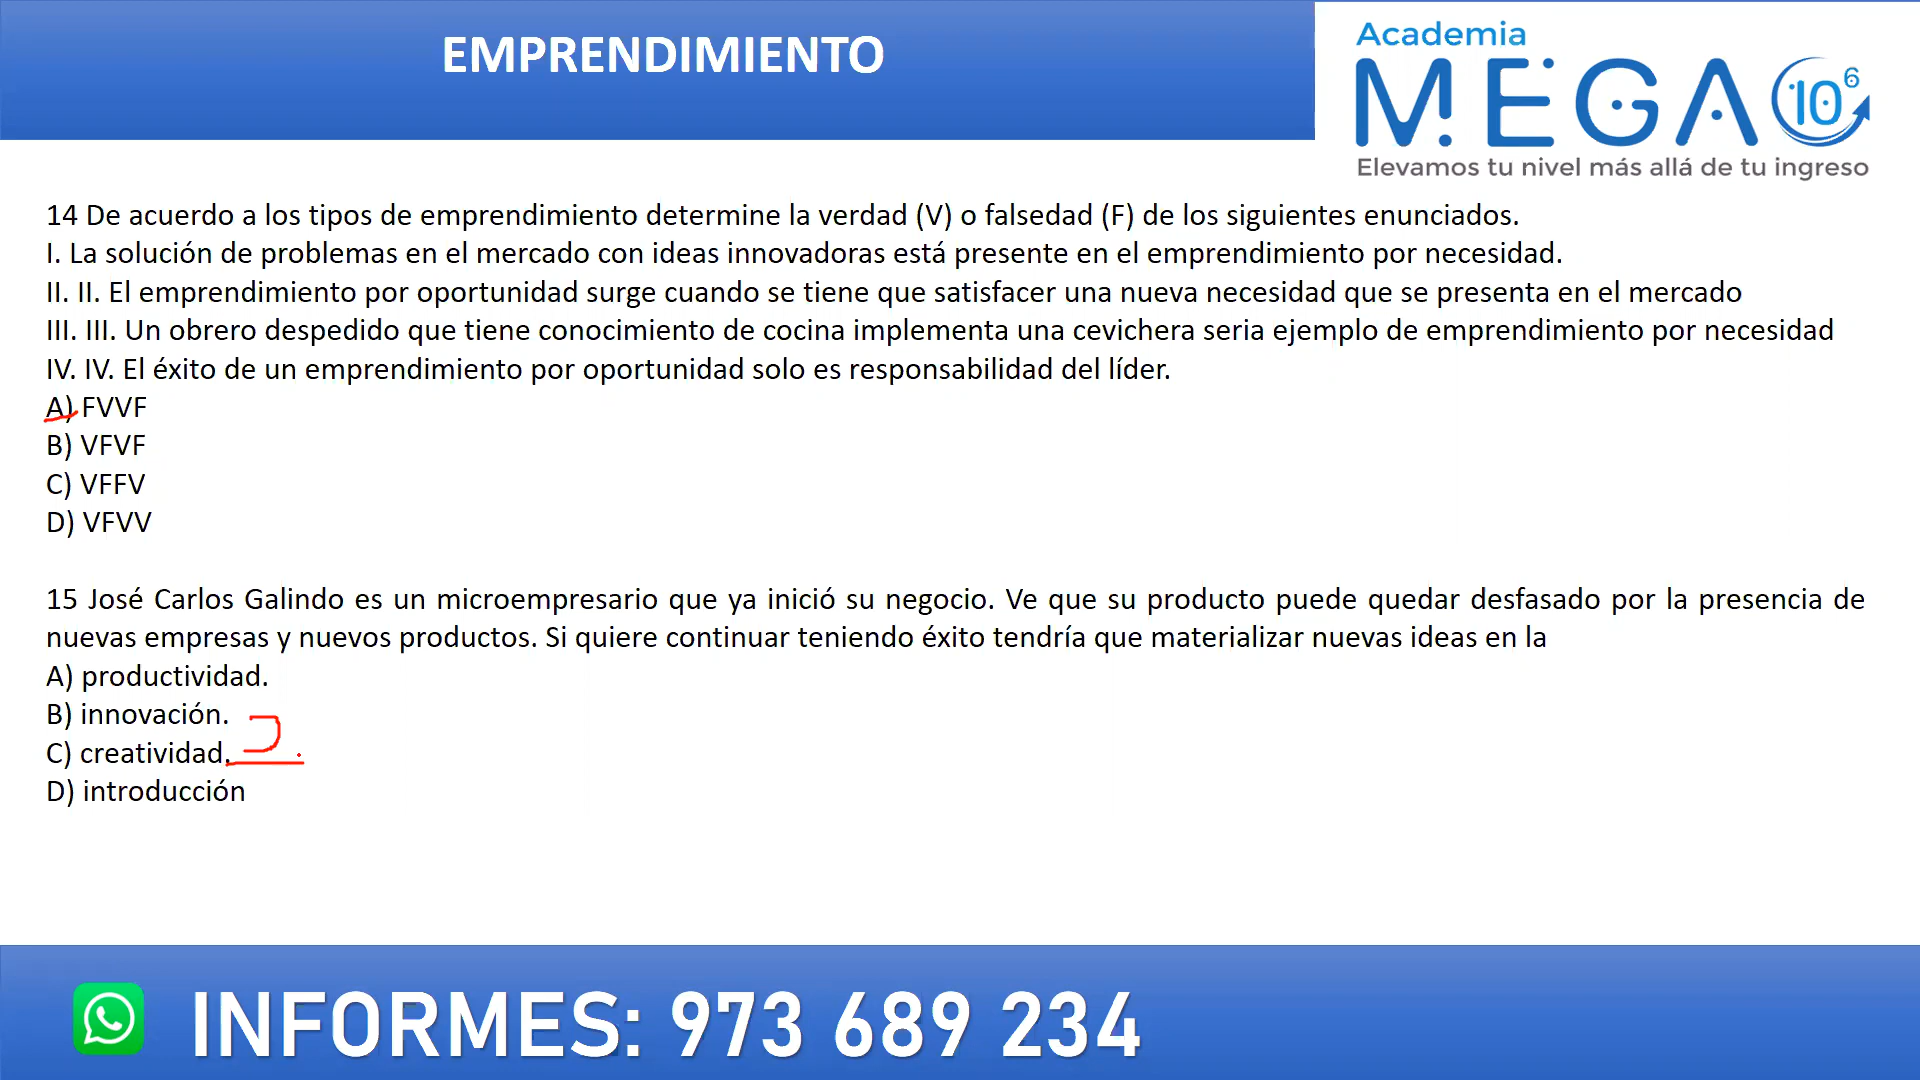 EMPRENDIMIENTO
Academia
MEGA 10⁶
Elevamos tu nivel más allá de tu ingreso
14 De acuerdo a los tipos de emprendimiento determine la verdad (V) o falsedad (F) de los siguientes enunciados.
I. La solución de problemas en el mercado con ideas innovadoras está presente en el emprendimiento por necesidad.
II. II. El emprendimiento por oportunidad surge cuando se tiene que satisfacer una nueva necesidad que se presenta en el mercado
III. III. Un obrero despedido que tiene conocimiento de cocina implementa una cevichera seria ejemplo de emprendimiento por necesidad
IV. IV. El éxito de un emprendimiento por oportunidad solo es responsabilidad del líder.
A) FVVF
B) VFVF
C) VFFV
D) VFVV
15 José Carlos Galindo es un microempresario que ya inició su negocio. Ve que su producto puede quedar desfasado por la presencia de
nuevas empresas y nuevos productos. Si quiere continuar teniendo éxito tendría que materializar nuevas ideas en la
A) productividad.
B) innovación.
C) creatividad.
D) introducción
INFORMES: 973 689 234